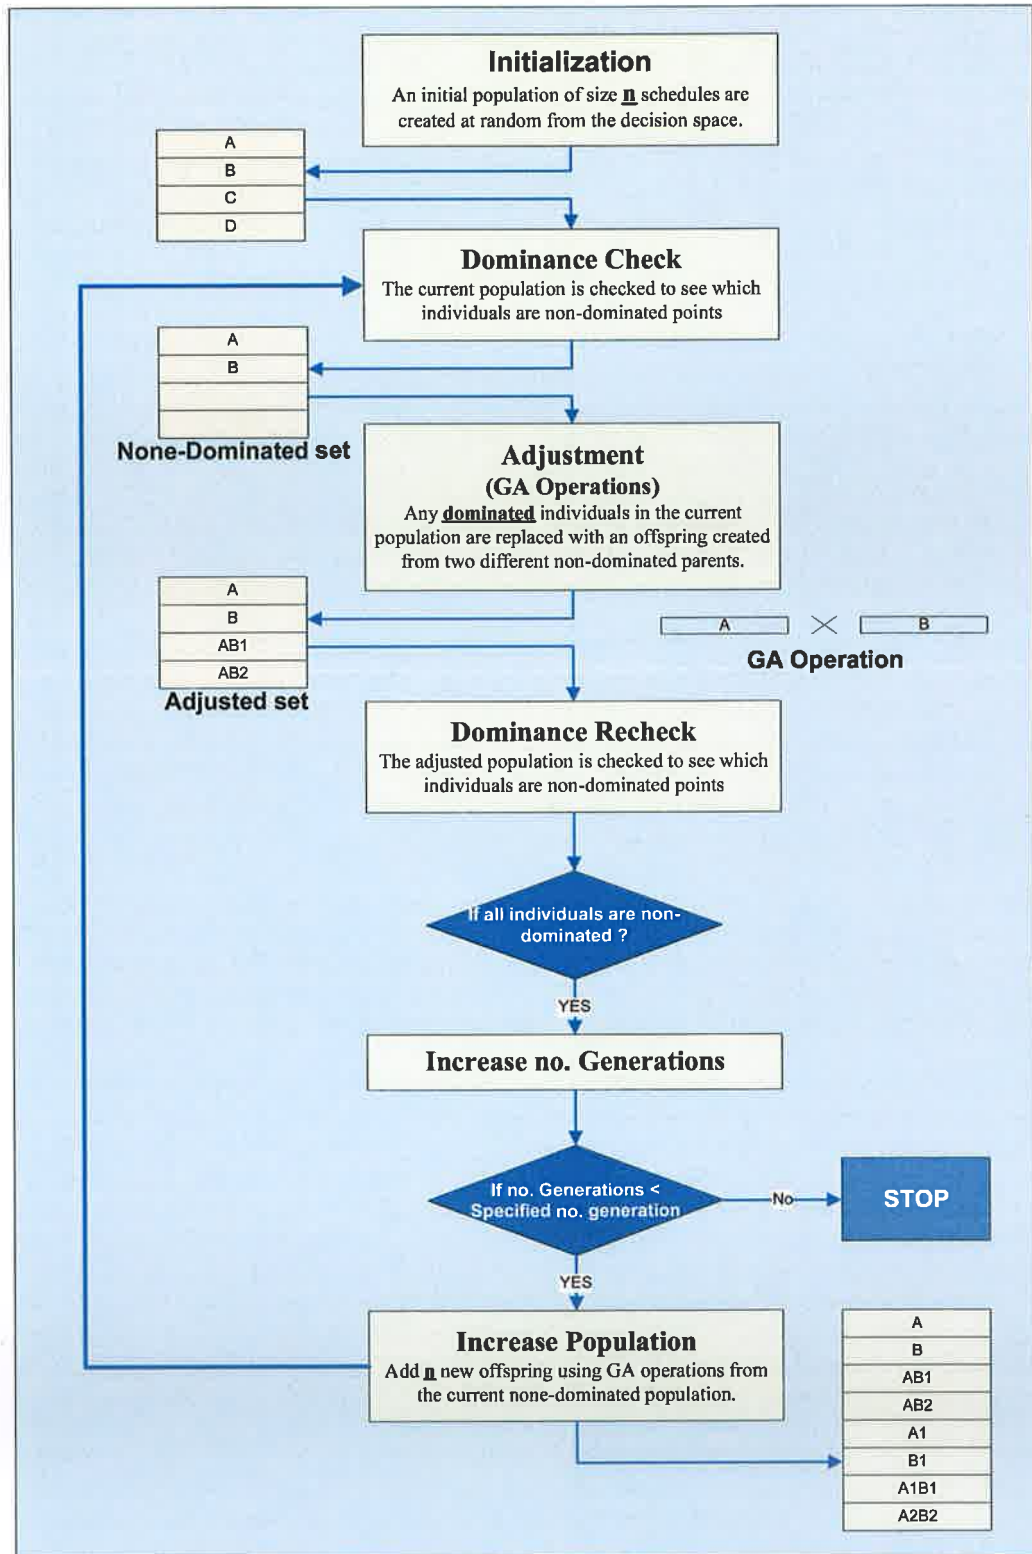 Initialization
An initial population of size n schedules are
created at random from the decision space.
A
B
C
D
Dominance Check
The current population is checked to see which
individuals are non-dominated points
A
B
None-Dominated set
Adjustment
(GA Operations)
Any dominated individuals in the current
population are replaced with an offspring created
from two different non-dominated parents.
A
B
AB1
AB2
Adjusted set
A
B
GA Operation
Dominance Recheck
The adjusted population is checked to see which
individuals are non-dominated points
If all individuals are non-
dominated ?
YES
Increase no. Generations
If no. Generations <
Specified no. generation
No
STOP
YES
Increase Population
Add n new offspring using GA operations from
the current none-dominated population.
A
B
AB1
AB2
A1
B1
A1B1
A2B2